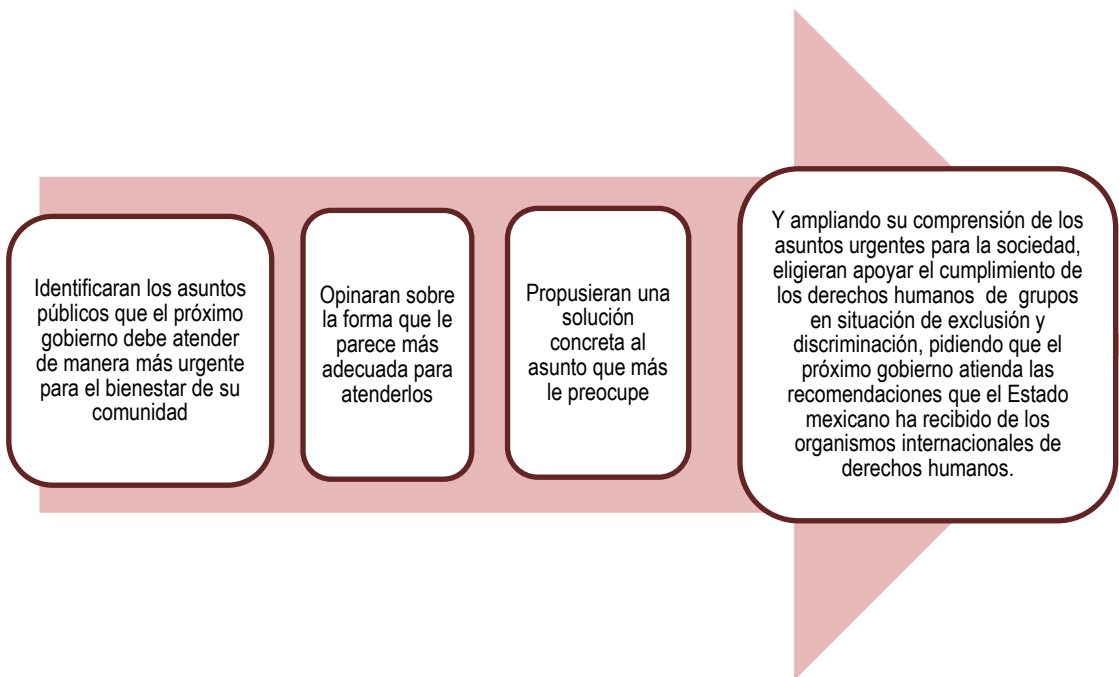 Identificaran los asuntos
públicos que el próximo
gobierno debe atender
de manera más urgente
para el bienestar de su
comunidad
Opinaran sobre
la forma que le
parece más
adecuada para
atenderlos
Propusieran una
solución
concreta al
asunto que más
le preocupe
Y ampliando su comprensión de los
asuntos urgentes para la sociedad,
eligieran apoyar el cumplimiento de
los derechos humanos de grupos
en situación de exclusión y
discriminación, pidiendo que el
próximo gobierno atienda las
recomendaciones que el Estado
mexicano ha recibido de los
organismos internacionales de
derechos humanos.